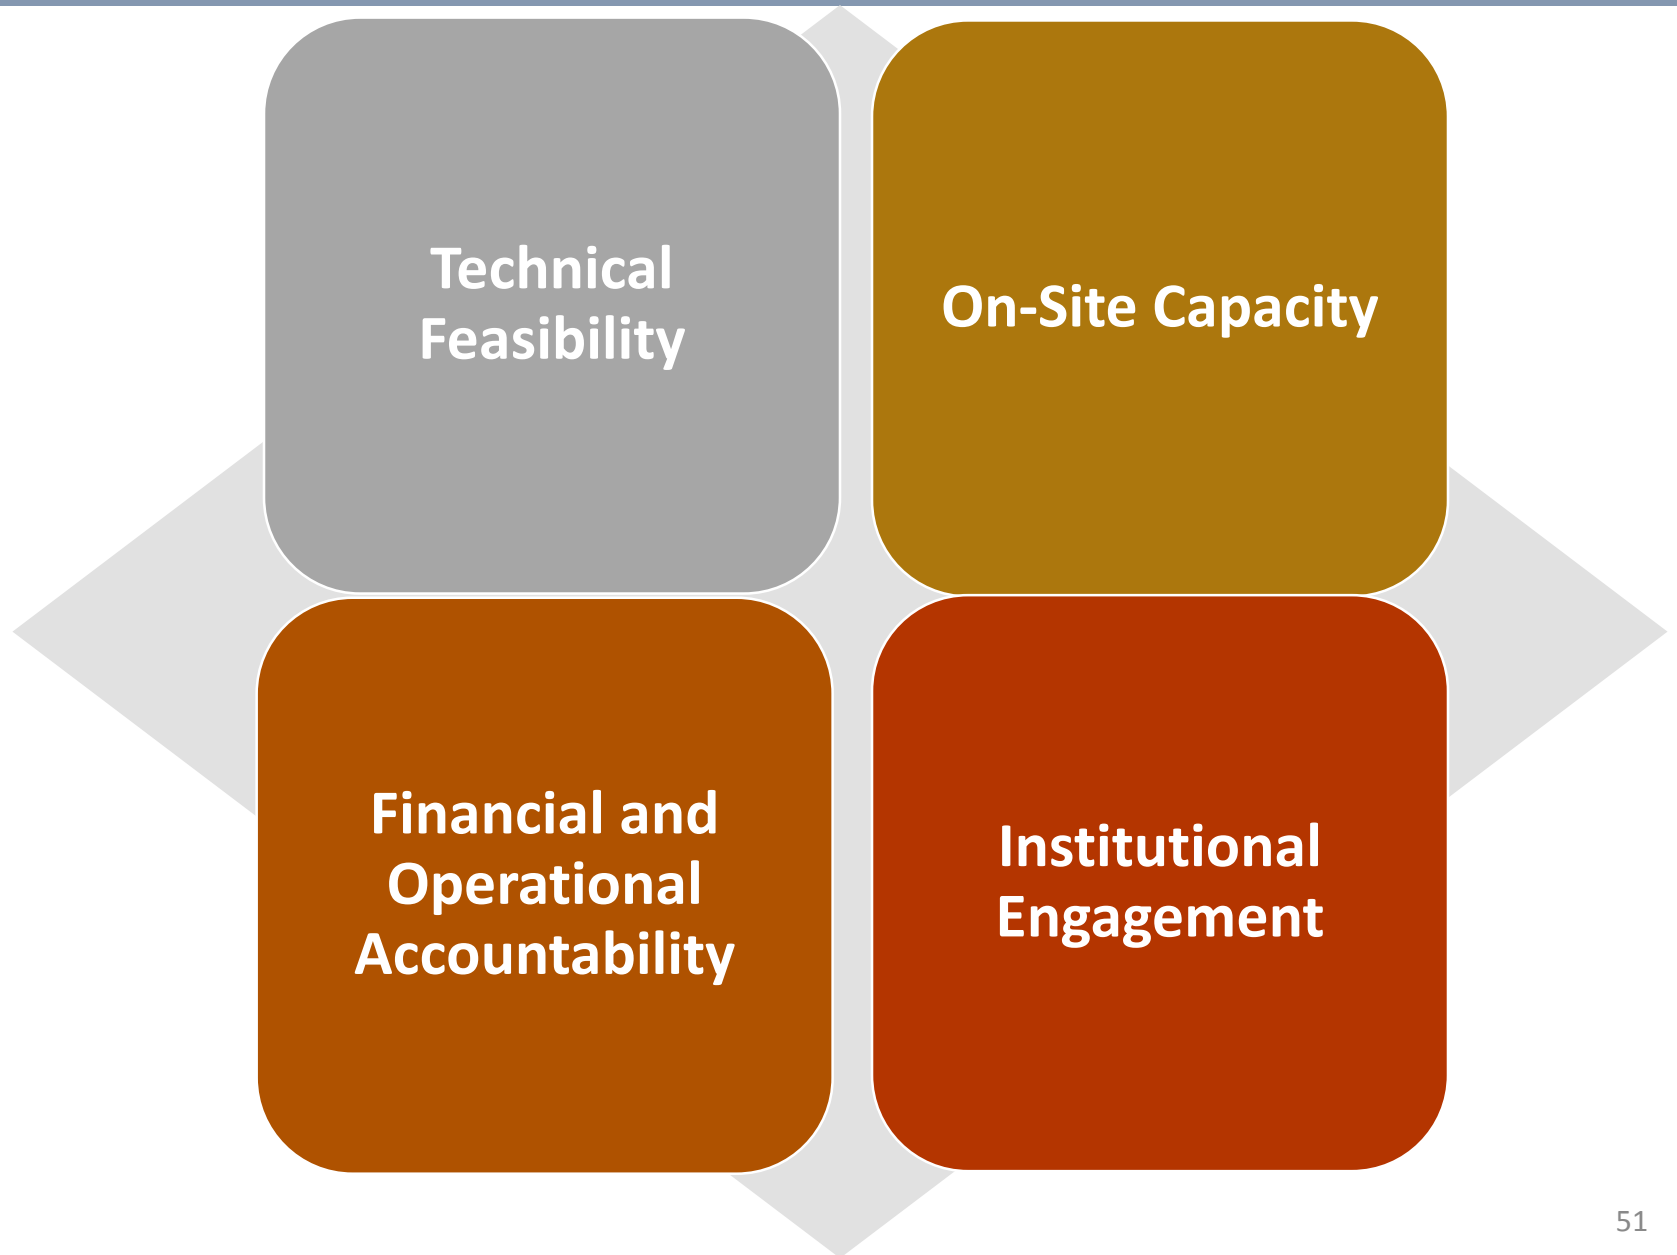 Technical
Feasibility
On-Site Capacity
Financial and
Operational
Accountability
Institutional
Engagement
51